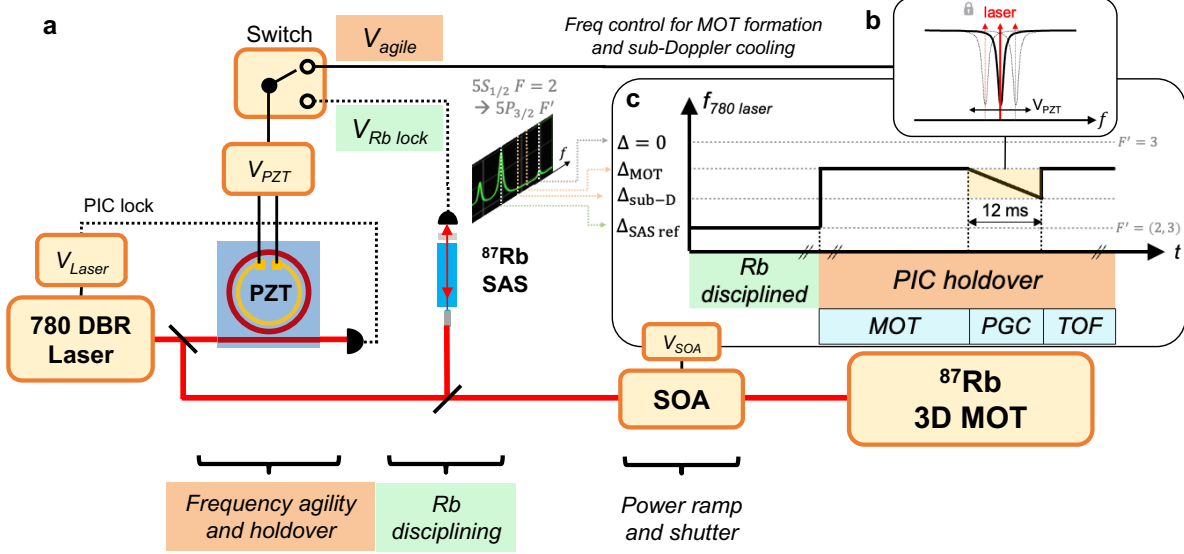 a
Switch
V_agile
Freq control for MOT formation
and sub-Doppler cooling
b
laser
V_PZT
f
5S_1/2 F = 2
→ 5P_3/2 F'
V_Rb lock
f
V_PZT
PIC lock
V_Laser
PZT
780 DBR
Laser
⁸⁷Rb
SAS
c
f_780 laser
Δ = 0
Δ_MOT
Δ_sub−D
Δ_SAS ref
F' = 3
F' = (2, 3)
12 ms
t
Rb
disciplined
PIC holdover
MOT
PGC
TOF
V_SOA
SOA
⁸⁷Rb
3D MOT
Frequency agility
and holdover
Rb
disciplining
Power ramp
and shutter